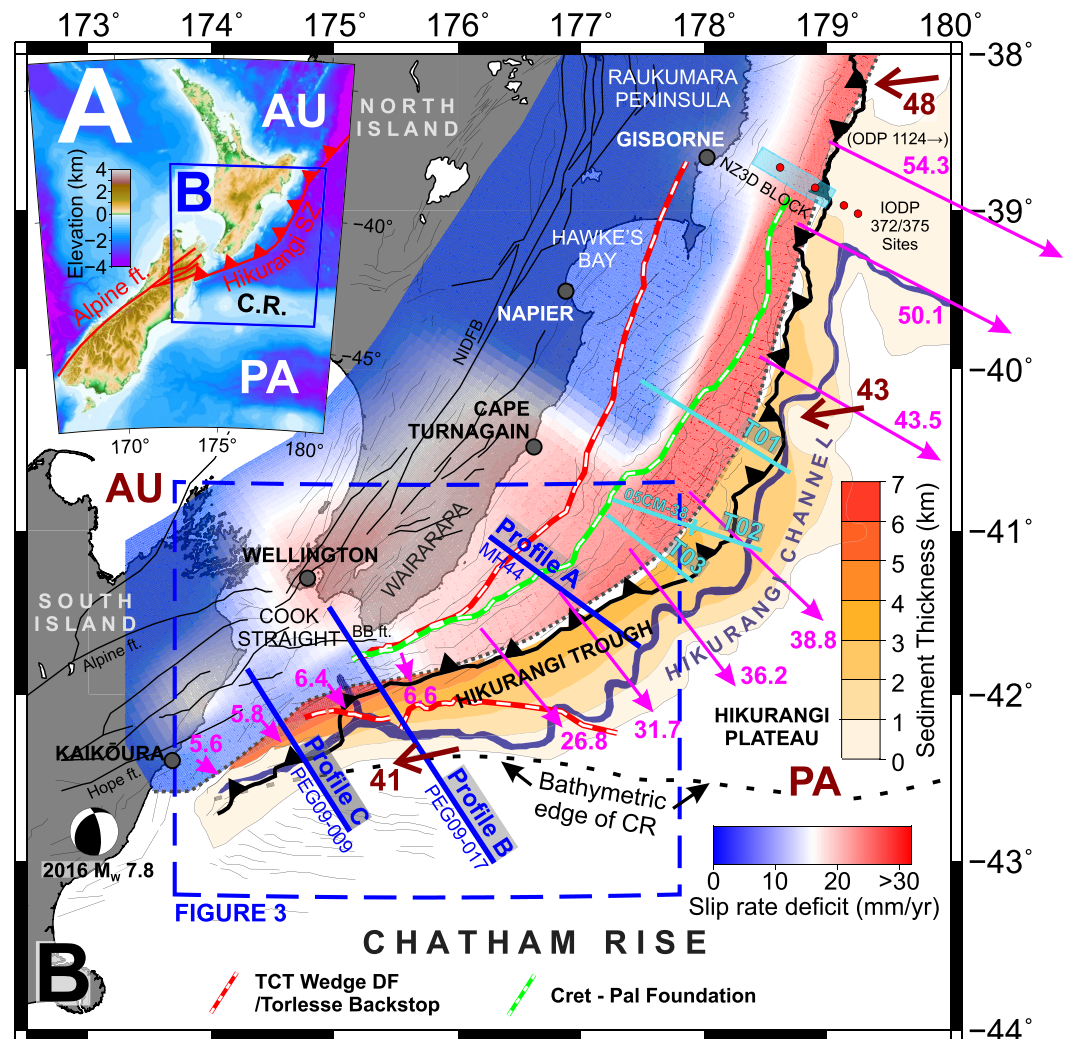 173°
174°
175°
176°
177°
178°
179°
180°
−38°
−39°
−40°
−41°
−42°
−43°
−44°
A
AU
B
PA
C.R.
Alpine ft.
Hikurangi SZ
Elevation (km)
4
2
0
−2
−4
−40°
−45°
170°
175°
180°
NORTH
ISLAND
RAUKUMARA
PENINSULA
GISBORNE
NZ3D BLOCK
(ODP 1124→)
IODP
372/375
Sites
48
54.3
50.1
43.5
43
HAWKE'S
BAY
NAPIER
NIDFB
CAPE
TURNAGAIN
T01
05CM-38
T02
T03
AU
WELLINGTON
WAIRARAPA
Profile A
MH44
SOUTH
ISLAND
COOK
STRAIGHT
BB ft.
Alpine ft.
Hope ft.
KAIKŌURA
6.4
6.6
5.8
5.6
HIKURANGI TROUGH
HIKURANGI CHANNEL
38.8
36.2
31.7
26.8
41
HIKURANGI
PLATEAU
PA
Profile C
PEG09-009
Profile B
PEG09-017
Bathymetric
edge of CR
2016 Mw 7.8
FIGURE 3
7
6
5
4
3
2
1
0
Sediment Thickness (km)
0
10
20
>30
Slip rate deficit (mm/yr)
CHATHAM RISE
B
TCT Wedge DF
/Torlesse Backstop
Cret - Pal Foundation